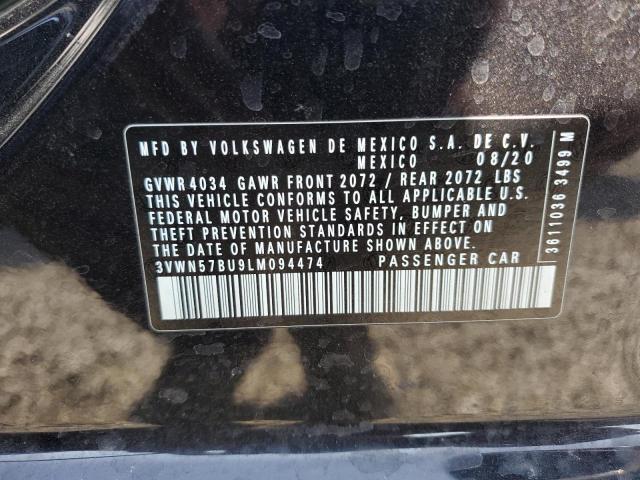 MFD BY VOLKSWAGEN DE MEXICO S.A. DE C.V.
MEXICO 08/20
GVWR 4034 GAWR FRONT 2072 / REAR 2072 LBS
THIS VEHICLE CONFORMS TO ALL APPLICABLE U.S.
FEDERAL MOTOR VEHICLE SAFETY, BUMPER AND
THEFT PREVENTION STANDARDS IN EFFECT ON
THE DATE OF MANUFACTURE SHOWN ABOVE.
3VWN57BU9LM094474 PASSENGER CAR
3611036 3499 M